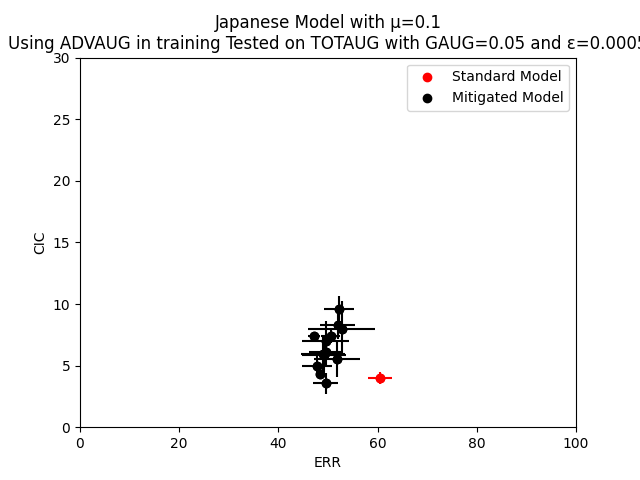 Japanese Model with μ=0.1
Using ADVAUG in training Tested on TOTAUG with GAUG=0.05 and ε=0.0005
Standard Model
Mitigated Model
30
25
20
15
10
5
0
CIC
0 20 40 60 80 100
ERR